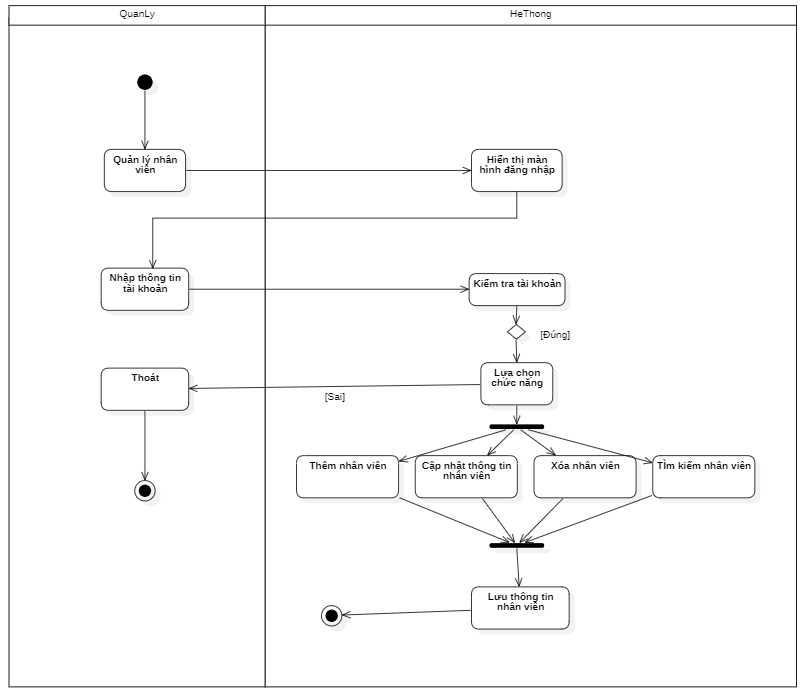 QuanLy
HeThong
Quản lý nhân
viên
Hiển thị màn
hình đăng nhập
Nhập thông tin
tài khoản
Kiểm tra tài khoản
[Đúng]
Thoát
Lựa chọn
chức năng
[Sai]
Thêm nhân viên
Cập nhật thông tin
nhân viên
Xóa nhân viên
TÌm kiếm nhân viên
Lưu thông tin
nhân viên